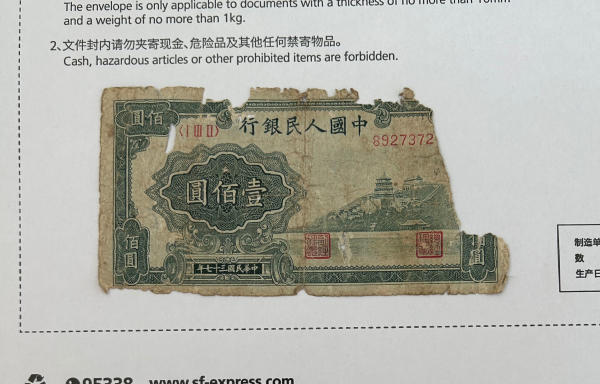 The envelope is only applicable to documents with a thickness of no more than 10mm
and a weight of no more than 1kg.
2、文件封内请勿夹寄现金、危险品及其他任何禁寄物品。
Cash, hazardous articles or other prohibited items are forbidden.
佰圓
〈I III II〉
行銀民人國中
8927372
圓佰壹
佰圓
年七十三國民華中
圓
制造单
数
生产日
95338 www.sf-express.com